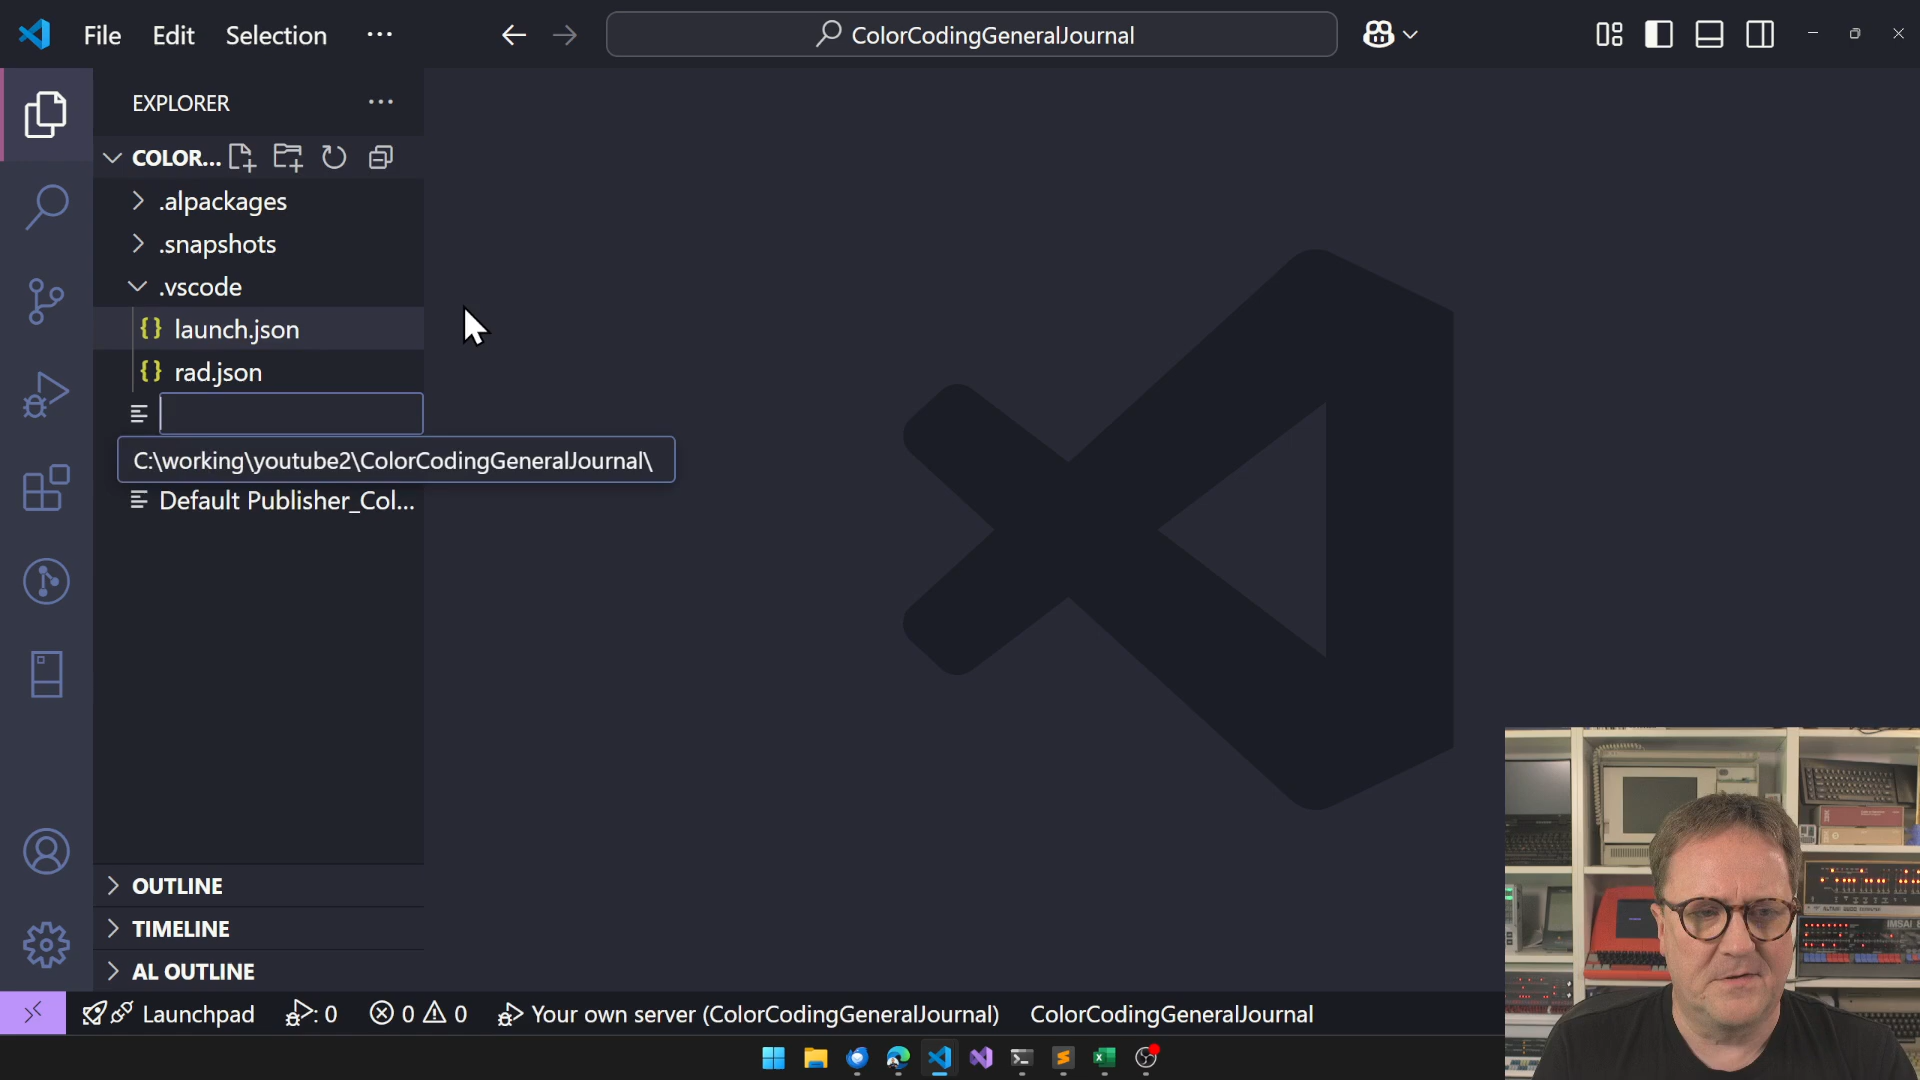 File Edit Selection ···
ColorCodingGeneralJournal
EXPLORER
COLOR...
.alpackages
.snapshots
.vscode
launch.json
rad.json
C:\working\youtube2\ColorCodingGeneralJournal\
Default Publisher_Col...
OUTLINE
TIMELINE
AL OUTLINE
Launchpad : 0 0 0 Your own server (ColorCodingGeneralJournal) ColorCodingGeneralJournal
IMSAI